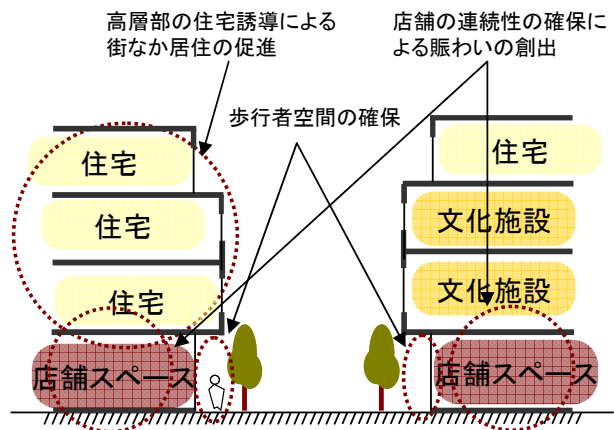 高層部の住宅誘導による
街なか居住の促進
店舗の連続性の確保
による賑わいの創出
歩行者空間の確保
住宅
住宅
住宅
住宅
文化施設
文化施設
店舗スペース
店舗スペース